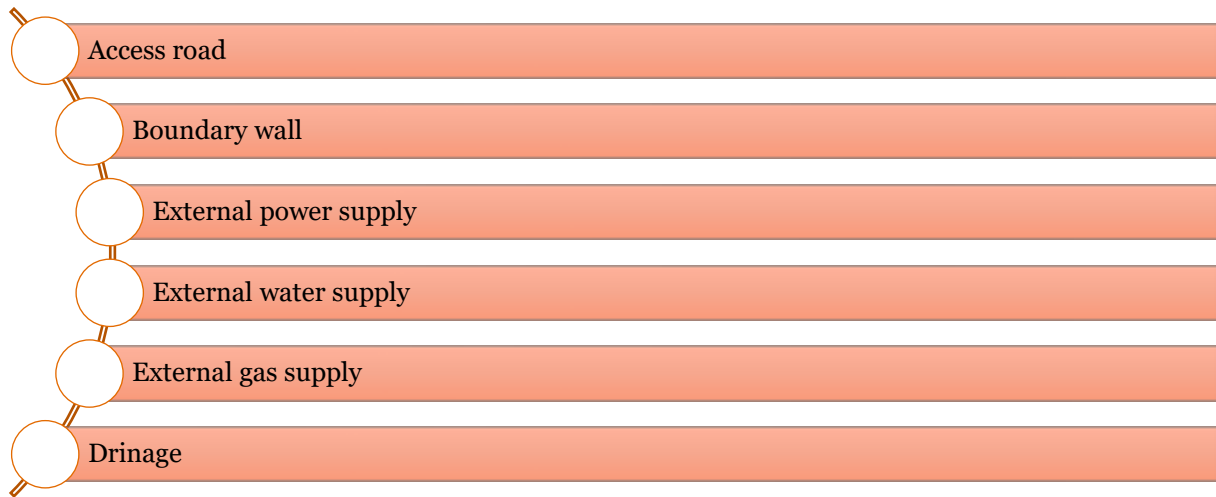 Access road
Boundary wall
External power supply
External water supply
External gas supply
Drinage